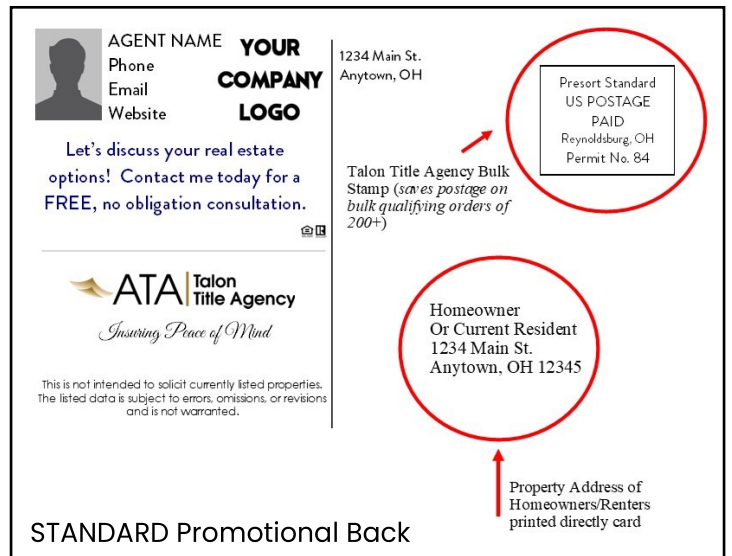 AGENT NAME
Phone
Email
Website
YOUR
COMPANY
LOGO
Let's discuss your real estate
options! Contact me today for a
FREE, no obligation consultation.
ATA Talon
Title Agency
Insuring Peace of Mind
This is not intended to solicit currently listed properties.
The listed data is subject to errors, omissions, or revisions
and is not warranted.
1234 Main St.
Anytown, OH
Presort Standard
US POSTAGE
PAID
Reynoldsburg, OH
Permit No. 84
Talon Title Agency Bulk
Stamp (saves postage on
bulk qualifying orders of
200+)
Homeowner
Or Current Resident
1234 Main St.
Anytown, OH 12345
Property Address of
Homeowners/Renters
printed directly card
STANDARD Promotional Back